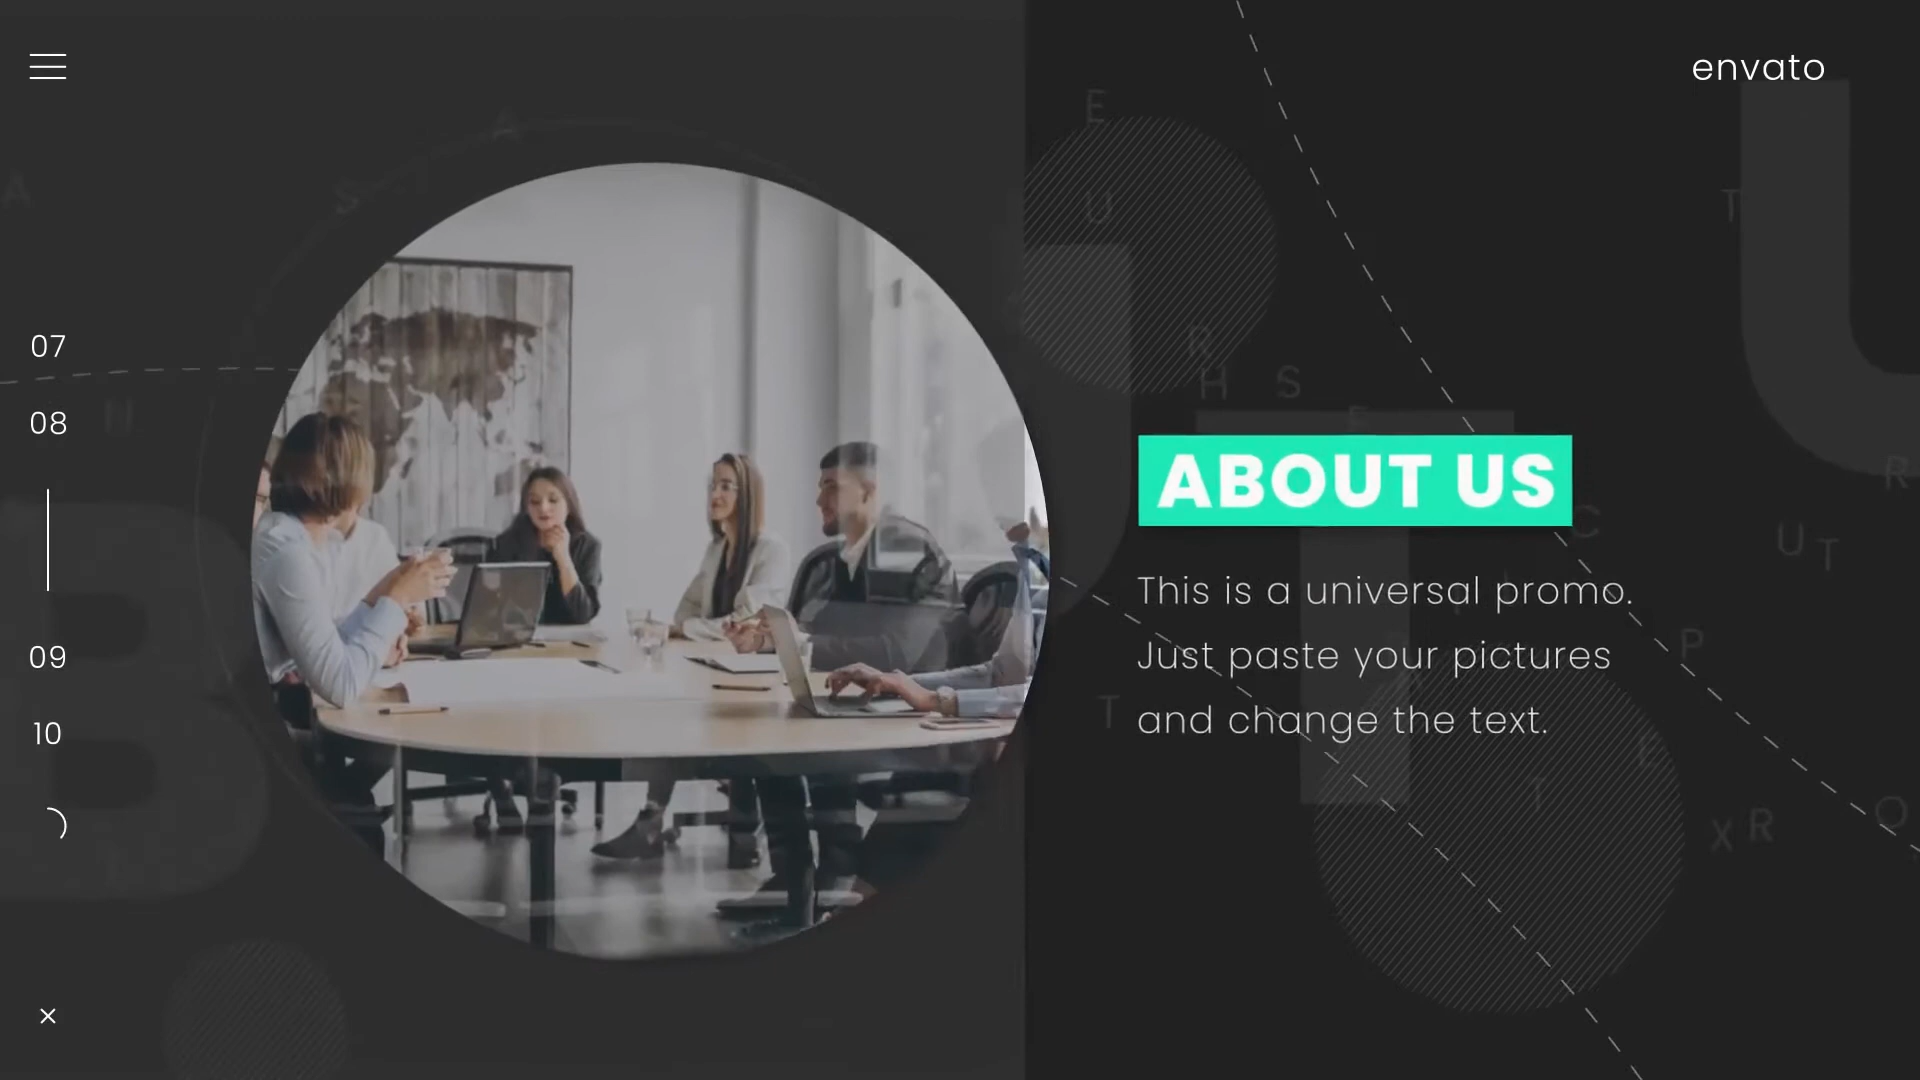 envato
07
08
09
10
ABOUT US
This is a universal promo.
Just paste your pictures
and change the text.